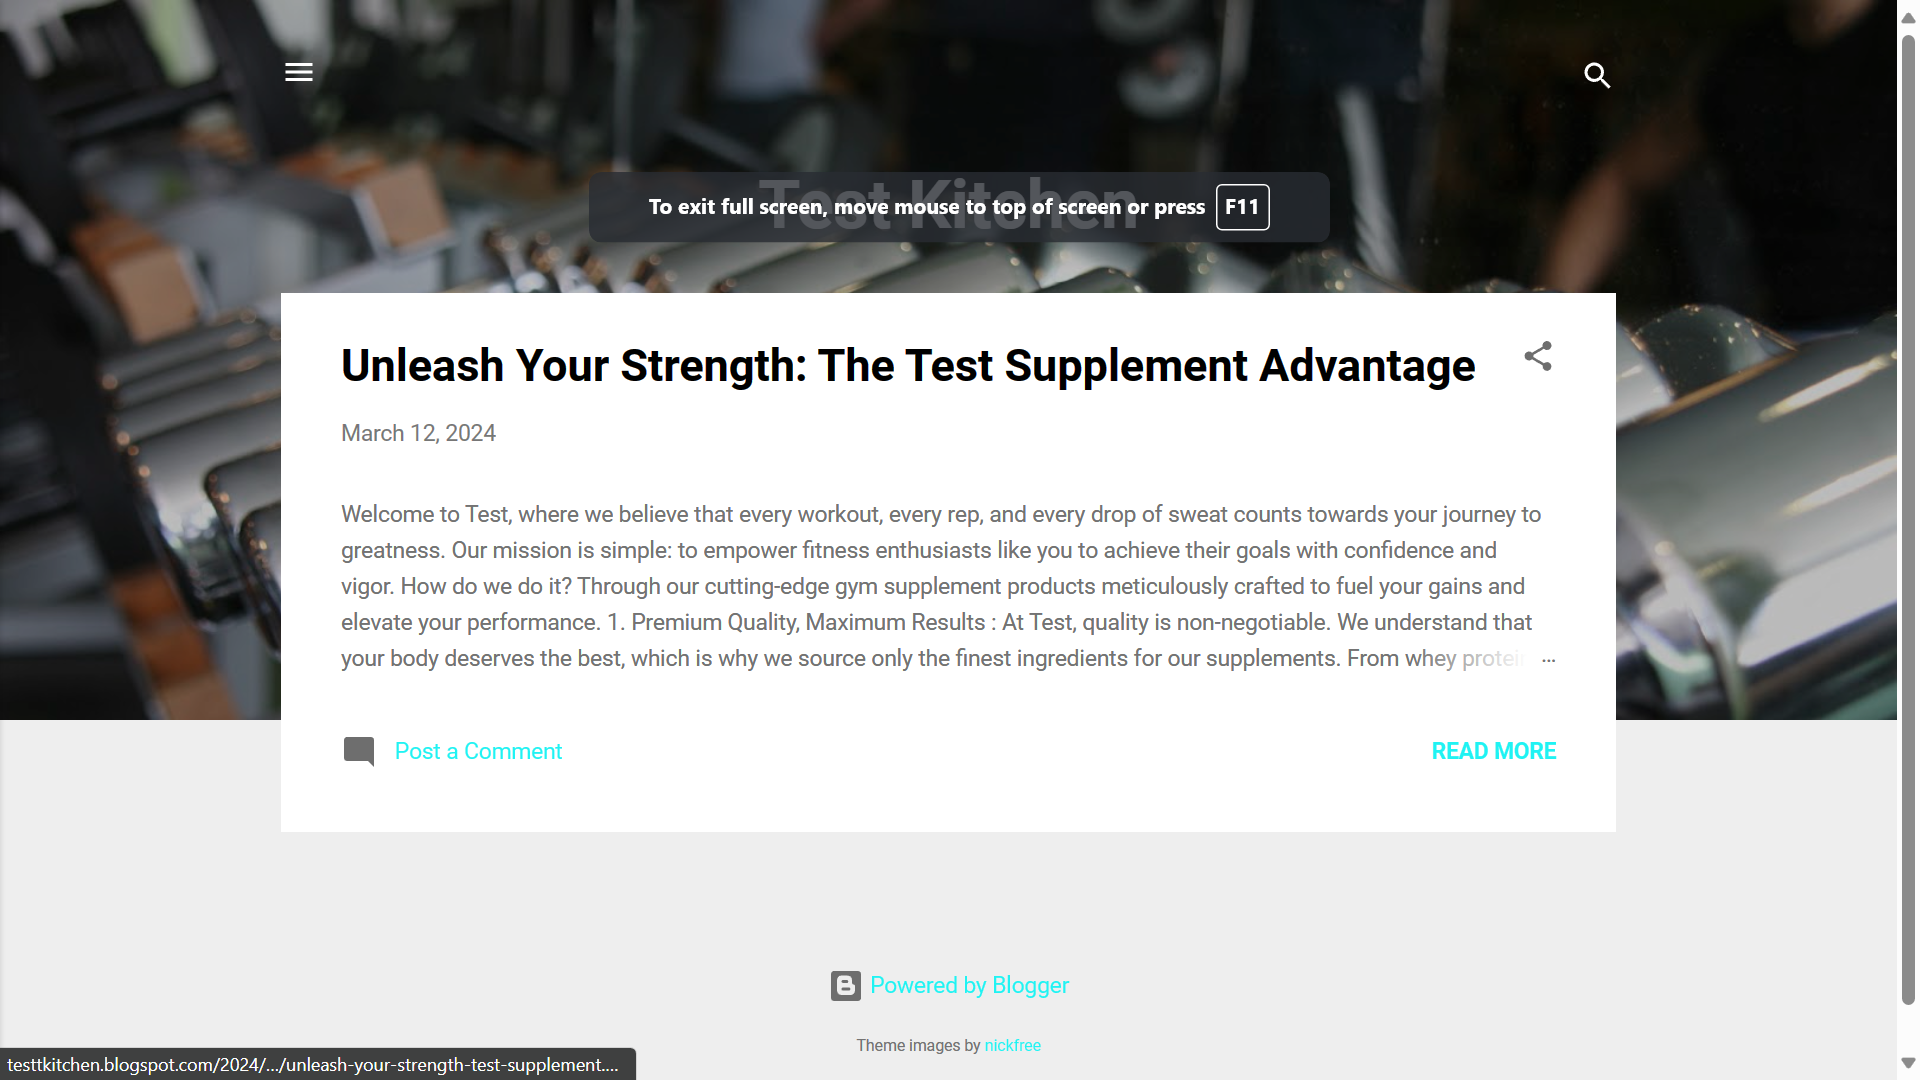 Test Kitchen
To exit full screen, move mouse to top of screen or press F11
Unleash Your Strength: The Test Supplement Advantage
March 12, 2024
Welcome to Test, where we believe that every workout, every rep, and every drop of sweat counts towards your journey to
greatness. Our mission is simple: to empower fitness enthusiasts like you to achieve their goals with confidence and
vigor. How do we do it? Through our cutting-edge gym supplement products meticulously crafted to fuel your gains and
elevate your performance. 1. Premium Quality, Maximum Results : At Test, quality is non-negotiable. We understand that
your body deserves the best, which is why we source only the finest ingredients for our supplements. From whey protein ...
Post a Comment
READ MORE
Powered by Blogger
Theme images by nickfree
testtkitchen.blogspot.com/2024/.../unleash-your-strength-test-supplement....